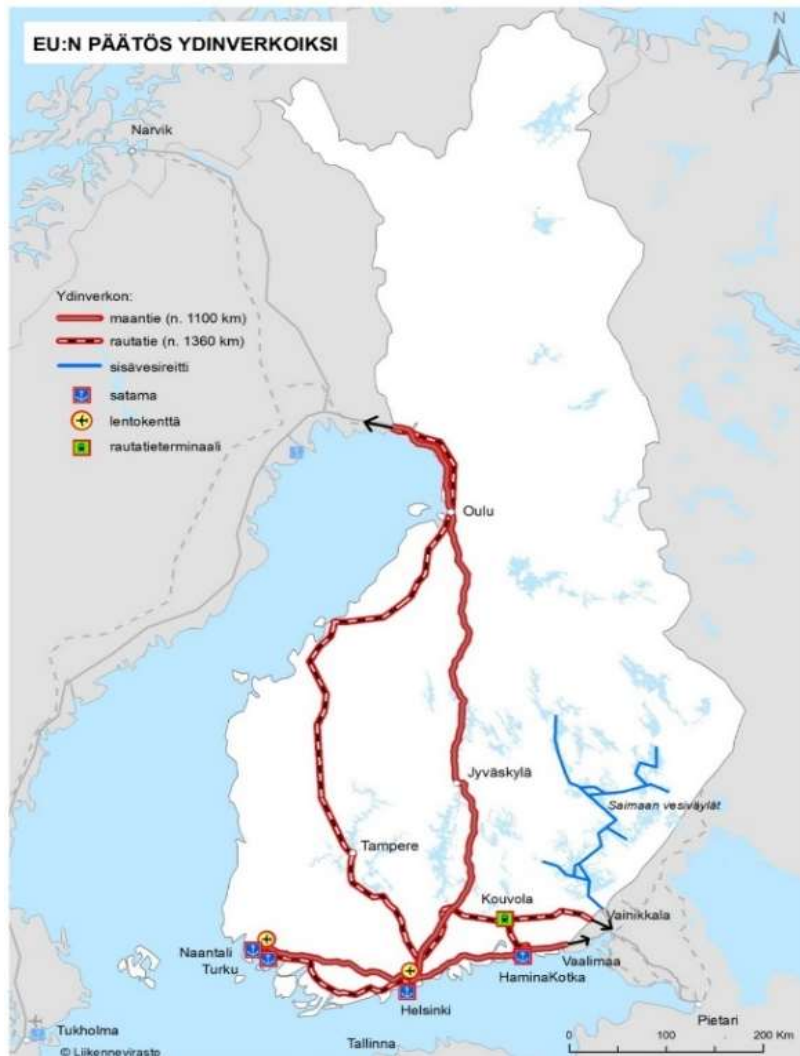 EU:N PÄÄTÖS YDINVERKOIKSI
N
Narvik
Ydinverkon:
maantie (n. 1100 km)
rautatie (n. 1360 km)
sisävesireitti
satama
lentokenttä
rautatieterminaali
Oulu
Jyväskylä
Saimaan vesiväylät
Tampere
Kouvola
Vainikkala
Naantali
Turku
Vaalimaa
HaminaKotka
Helsinki
Pietari
Tukholma
Tallinna
0 100 200 Km
© Liikennevirasto